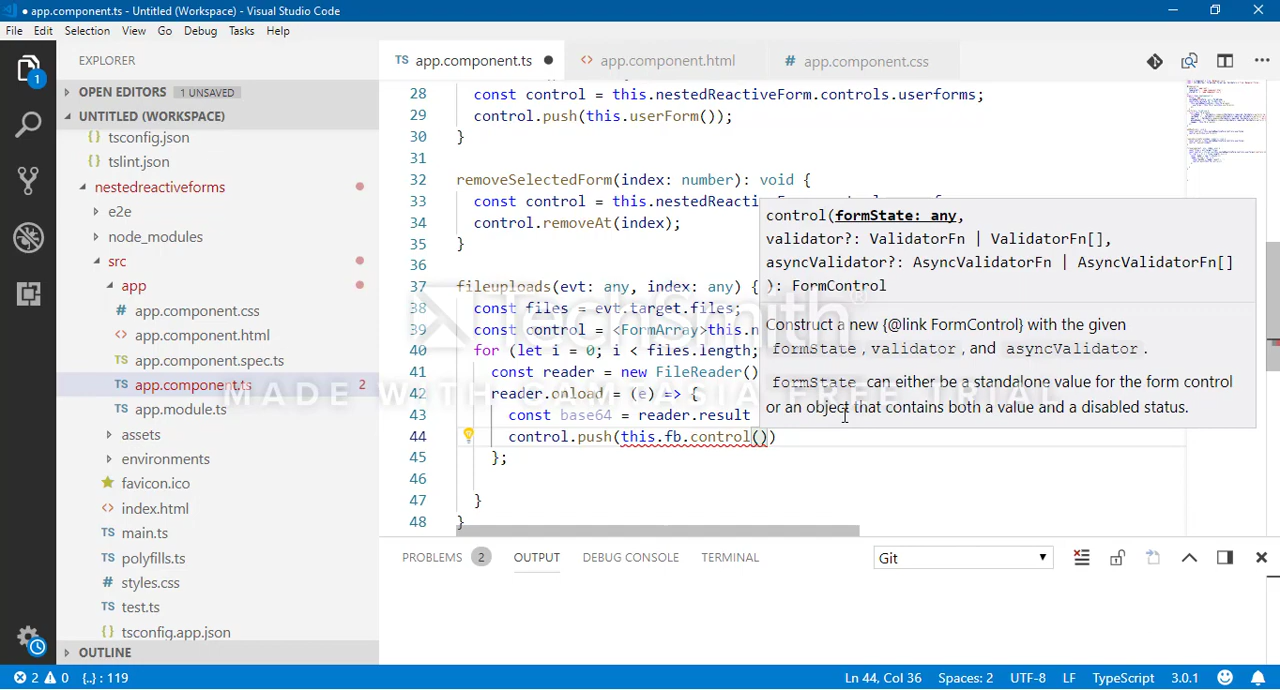 app.component.ts - Untitled (Workspace) - Visual Studio Code
File Edit Selection View Go Debug Tasks Help
EXPLORER
OPEN EDITORS 1 UNSAVED
UNTITLED (WORKSPACE)
tsconfig.json
tslint.json
nestedreactiveforms
e2e
node_modules
src
app
app.component.css
app.component.html
app.component.spec.ts
app.component.ts 2
app.module.ts
assets
environments
favicon.ico
index.html
main.ts
polyfills.ts
styles.css
test.ts
tsconfig.app.json
OUTLINE
TS app.component.ts
app.component.html
# app.component.css
28 const control = this.nestedReactiveForm.controls.userforms;
29 control.push(this.userForm());
30 }
31
32 removeSelectedForm(index: number): void {
33 const control = this.nestedReacti
34 control.removeAt(index);
35 }
36
37 fileuploads(evt: any, index: any) {
38 const files = evt.target.files;
39 const control = <FormArray>this.n
40 for (let i = 0; i < files.length;
41 const reader = new FileReader()
42 reader.onload = (e) => {
43 const base64 = reader.result
44 control.push(this.fb.control())
45 };
46
47 }
48 }
control(formState: any,
validator?: ValidatorFn | ValidatorFn[],
asyncValidator?: AsyncValidatorFn | AsyncValidatorFn[]
): FormControl
Construct a new {@link FormControl} with the given
formState, validator, and asyncValidator.
formState can either be a standalone value for the form control
or an object that contains both a value and a disabled status.
TechSmith®
MADE WITH CAMTASIA FREE TRIAL
PROBLEMS 2 OUTPUT DEBUG CONSOLE TERMINAL
Git
2 0 {..} : 119
Ln 44, Col 36 Spaces: 2 UTF-8 LF TypeScript 3.0.1